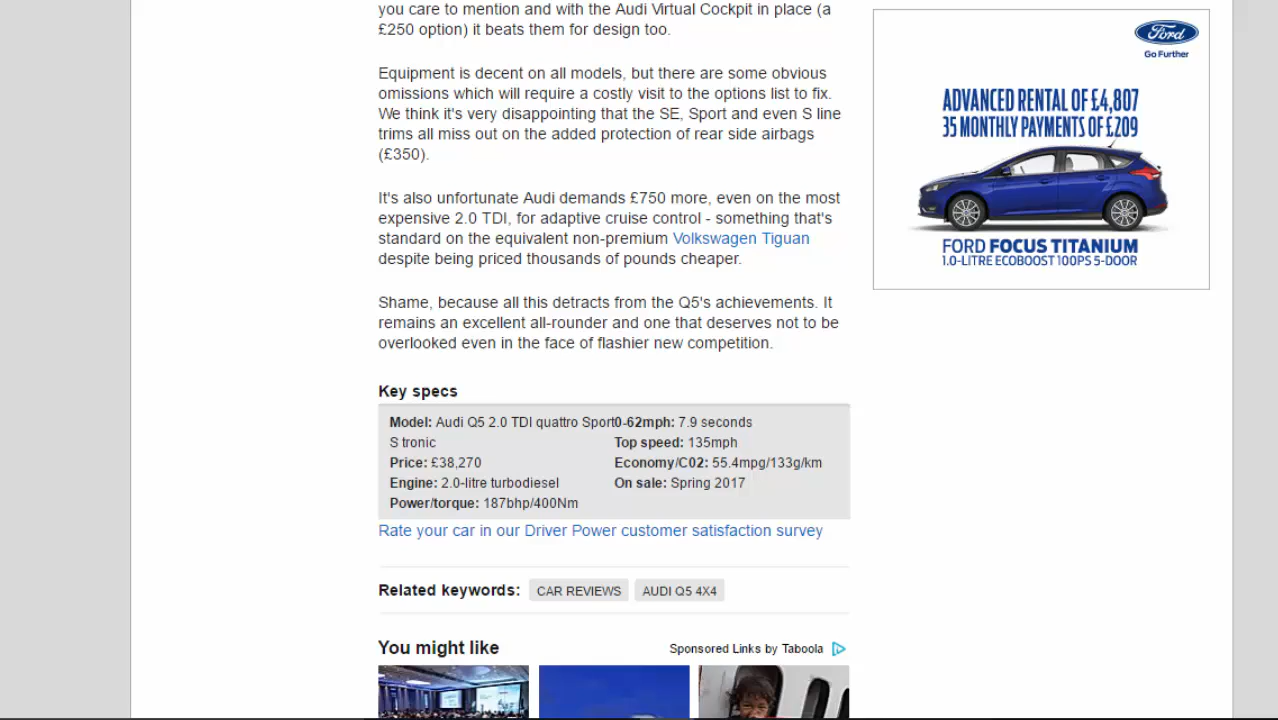 you care to mention and with the Audi Virtual Cockpit in place (a
£250 option) it beats them for design too.
Equipment is decent on all models, but there are some obvious
omissions which will require a costly visit to the options list to fix.
We think it's very disappointing that the SE, Sport and even S line
trims all miss out on the added protection of rear side airbags
(£350).
It's also unfortunate Audi demands £750 more, even on the most
expensive 2.0 TDI, for adaptive cruise control - something that's
standard on the equivalent non-premium Volkswagen Tiguan
despite being priced thousands of pounds cheaper.
Shame, because all this detracts from the Q5's achievements. It
remains an excellent all-rounder and one that deserves not to be
overlooked even in the face of flashier new competition.
Key specs
Model: Audi Q5 2.0 TDI quattro Sport
S tronic
Price: £38,270
Engine: 2.0-litre turbodiesel
Power/torque: 187bhp/400Nm
0-62mph: 7.9 seconds
Top speed: 135mph
Economy/C02: 55.4mpg/133g/km
On sale: Spring 2017
Rate your car in our Driver Power customer satisfaction survey
Related keywords: CAR REVIEWS AUDI Q5 4X4
You might like
Sponsored Links by Taboola
Ford
Go Further
ADVANCED RENTAL OF £4,807
35 MONTHLY PAYMENTS OF £209
FORD FOCUS TITANIUM
1.0-LITRE ECOBOOST 100PS 5-DOOR